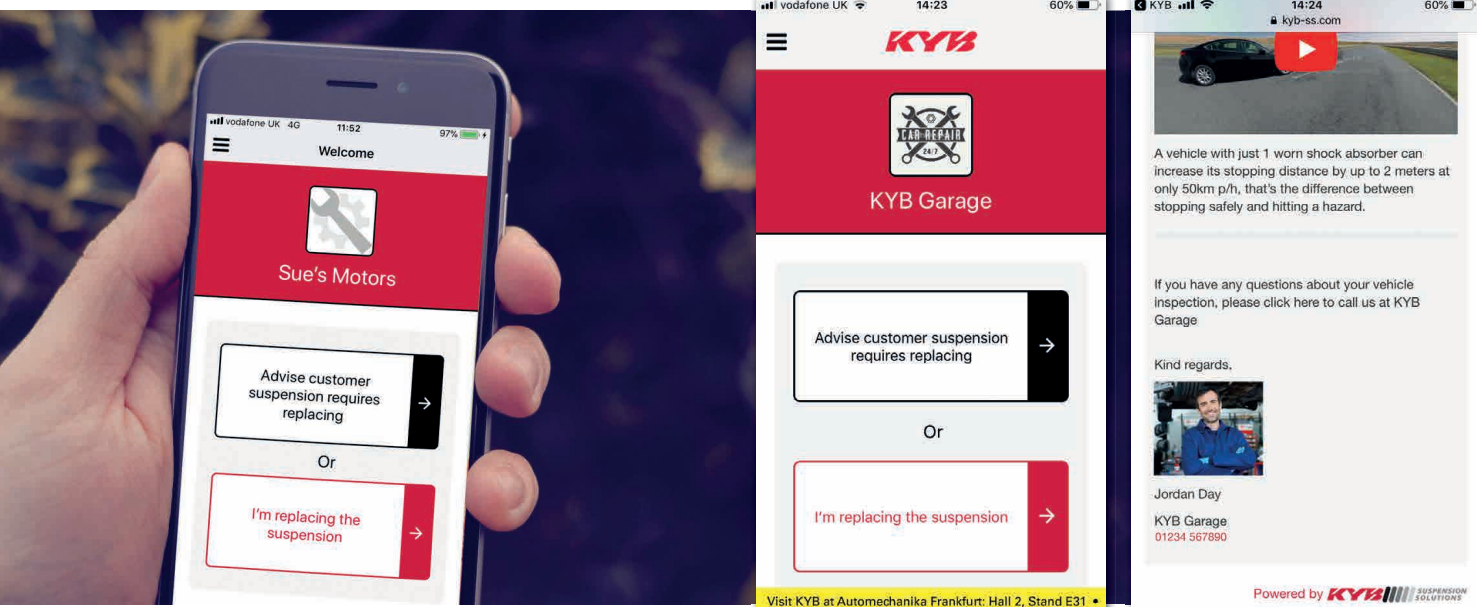 vodafone UK 4G
11:52
97%
Welcome
Sue's Motors
Advise customer
suspension requires
replacing
Or
I'm replacing the
suspension
vodafone UK
14:23
60%
KYB
CAR REPAIR
24/7
KYB Garage
Advise customer suspension
requires replacing
Or
I'm replacing the suspension
Visit KYB at Automechanika Frankfurt: Hall 2, Stand E31 •
KYB
14:24
60%
kyb-ss.com
A vehicle with just 1 worn shock absorber can
increase its stopping distance by up to 2 meters at
only 50km p/h, that's the difference between
stopping safely and hitting a hazard.
If you have any questions about your vehicle
inspection, please click here to call us at KYB
Garage
Kind regards,
Jordan Day
KYB Garage
01234 567890
Powered by KYB SUSPENSION
SOLUTIONS